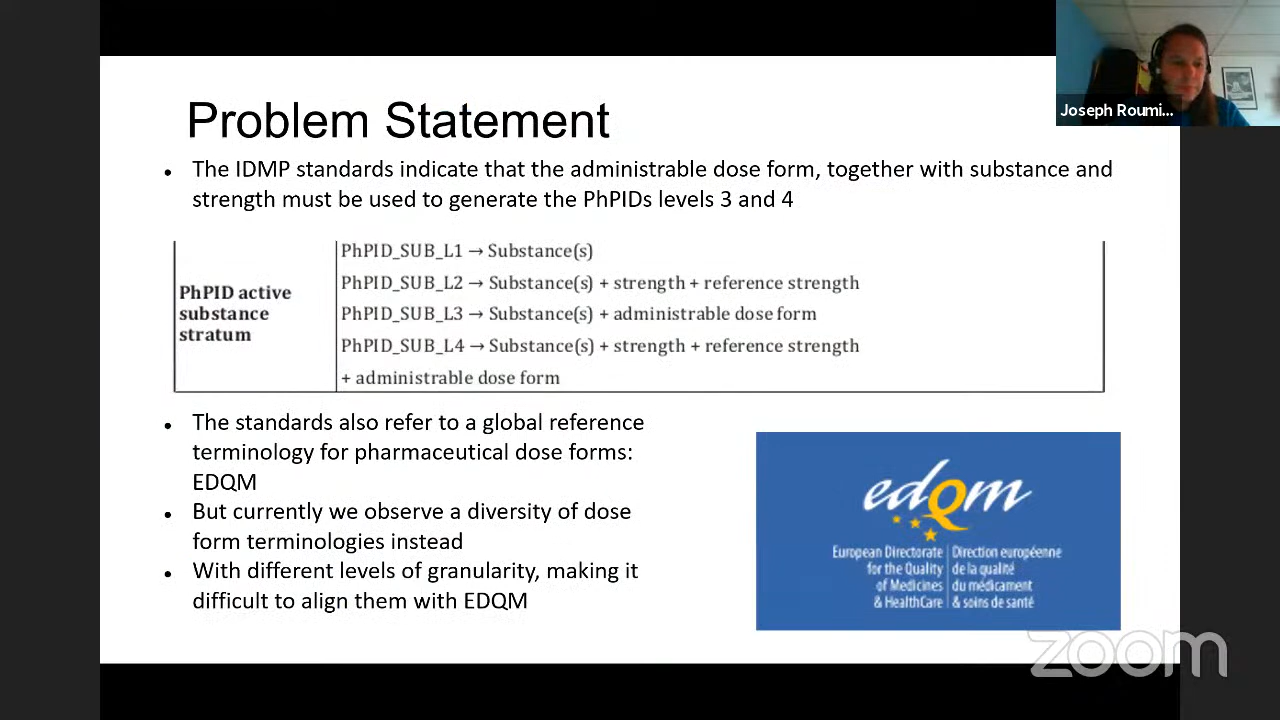 Joseph Roumi...
Problem Statement
• The IDMP standards indicate that the administrable dose form, together with substance and
strength must be used to generate the PhPIDs levels 3 and 4
PhPID active
substance
stratum
PhPID_SUB_L1 → Substance(s)
PhPID_SUB_L2 → Substance(s) + strength + reference strength
PhPID_SUB_L3 → Substance(s) + administrable dose form
PhPID_SUB_L4 → Substance(s) + strength + reference strength
+ administrable dose form
• The standards also refer to a global reference
terminology for pharmaceutical dose forms:
EDQM
• But currently we observe a diversity of dose
form terminologies instead
• With different levels of granularity, making it
difficult to align them with EDQM
edQm
European Directorate
for the Quality
of Medicines
& HealthCare
Direction européenne
de la qualité
du médicament
& soins de santé
zoom